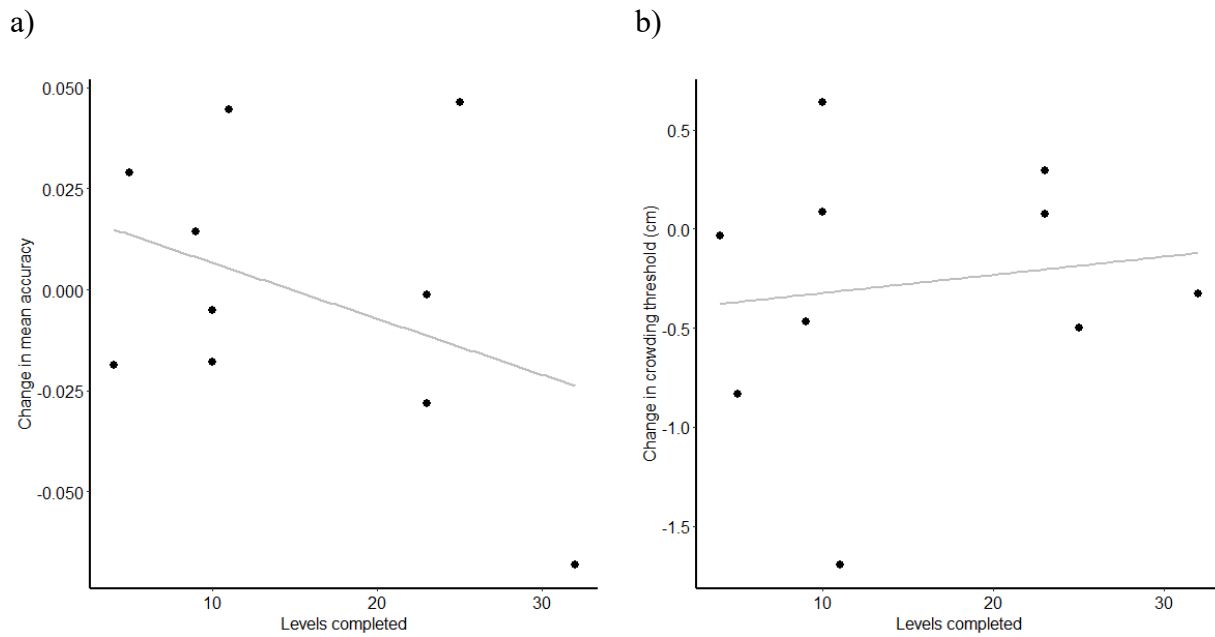 a)
b)
0.050
0.025
0.000
-0.025
-0.050
Change in mean accuracy
10
20
30
Levels completed
0.5
0.0
-0.5
-1.0
-1.5
Change in crowding threshold (cm)
10
20
30
Levels completed